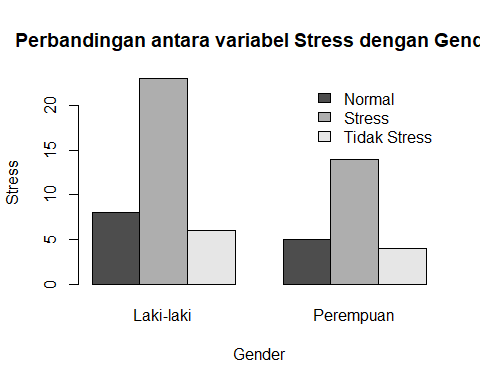 Perbandingan antara variabel Stress dengan Gend
Normal
Stress
Tidak Stress
20
15
10
5
0
Stress
Laki-laki
Perempuan
Gender